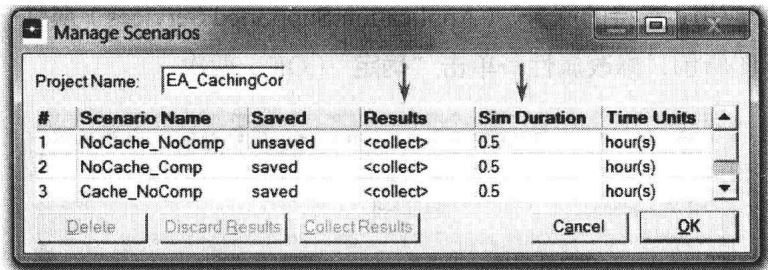 Manage Scenarios
Project Name: EA_CachingCor
# Scenario Name Saved Results Sim Duration Time Units
1 NoCache_NoComp unsaved <collect> 0.5 hour(s)
2 NoCache_Comp saved <collect> 0.5 hour(s)
3 Cache_NoComp saved <collect> 0.5 hour(s)
Delete Discard Results Collect Results Cancel OK